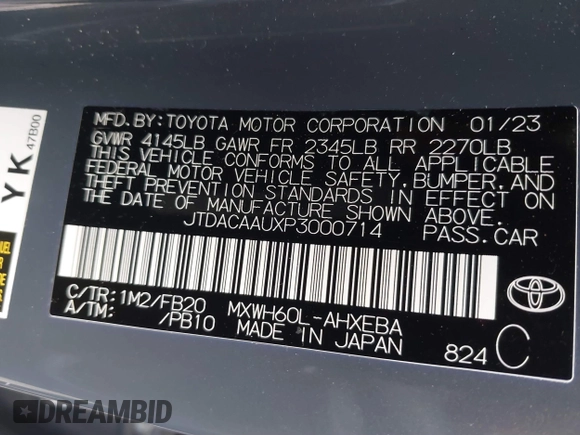 MFD.BY: TOYOTA MOTOR CORPORATION 01/23
GVWR 4145LB GAWR FR 2345LB RR 2270LB
THIS VEHICLE CONFORMS TO ALL APPLICABLE
FEDERAL MOTOR VEHICLE SAFETY, BUMPER, AND
THEFT PREVENTION STANDARDS IN EFFECT ON
THE DATE OF MANUFACTURE SHOWN ABOVE.
JTDACAAUXP3000714 PASS.CAR
C/TR: 1M2/FB20 MXWH60L-AHXEBA
A/TM: /PB10 MADE IN JAPAN 824 C
YK 47B00
DREAMBID